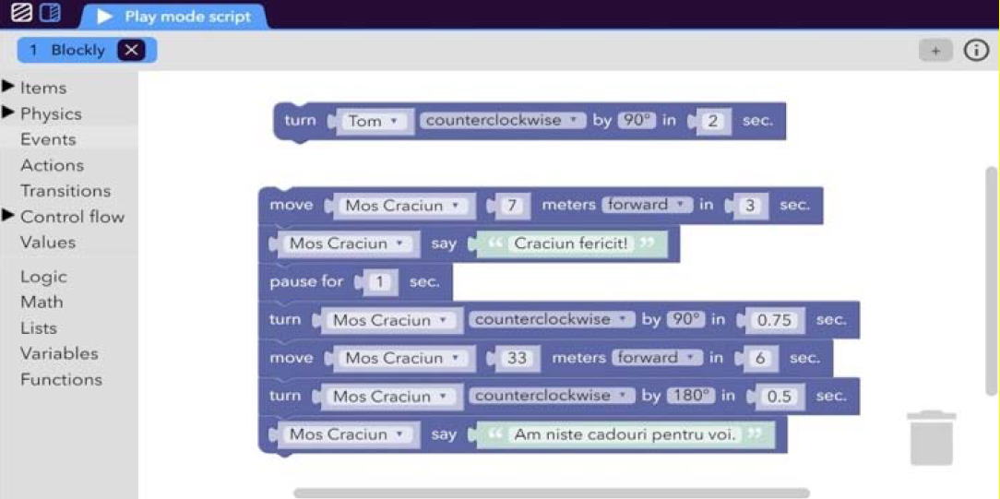 Play mode script
1 Blockly
Items
Physics
Events
Actions
Transitions
Control flow
Values
Logic
Math
Lists
Variables
Functions
turn Tom counterclockwise by 90° in 2 sec.
move Mos Craciun 7 meters forward in 3 sec.
Mos Craciun say “ Craciun fericit! ”
pause for 1 sec.
turn Mos Craciun counterclockwise by 90° in 0.75 sec.
move Mos Craciun 33 meters forward in 6 sec.
turn Mos Craciun counterclockwise by 180° in 0.5 sec.
Mos Craciun say “ Am niste cadouri pentru voi. ”